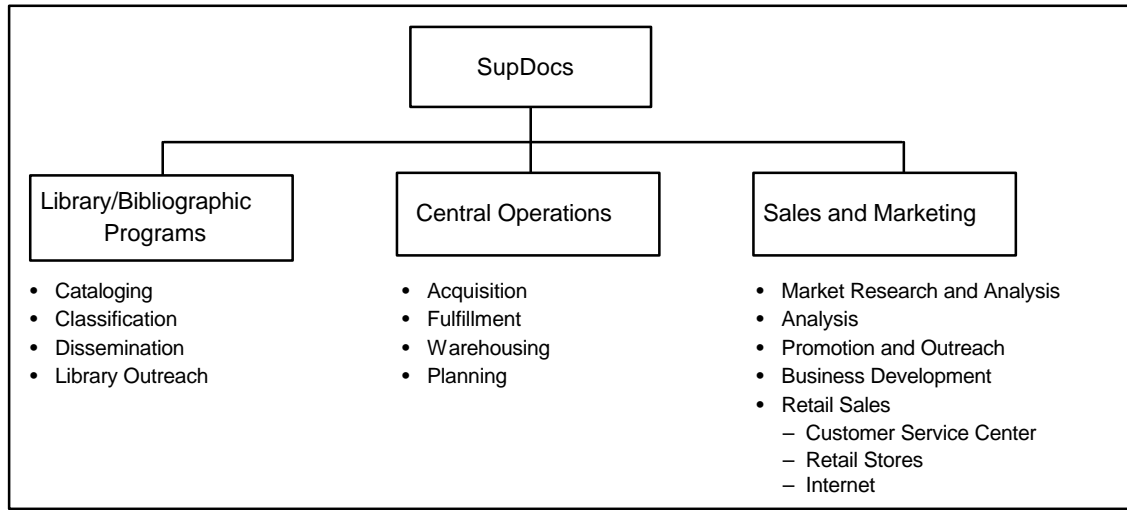 SupDocs
Library/Bibliographic
Programs
Central Operations
Sales and Marketing
• Cataloging
• Classification
• Dissemination
• Library Outreach
• Acquisition
• Fulfillment
• Warehousing
• Planning
• Market Research and Analysis
• Analysis
• Promotion and Outreach
• Business Development
• Retail Sales
– Customer Service Center
– Retail Stores
– Internet